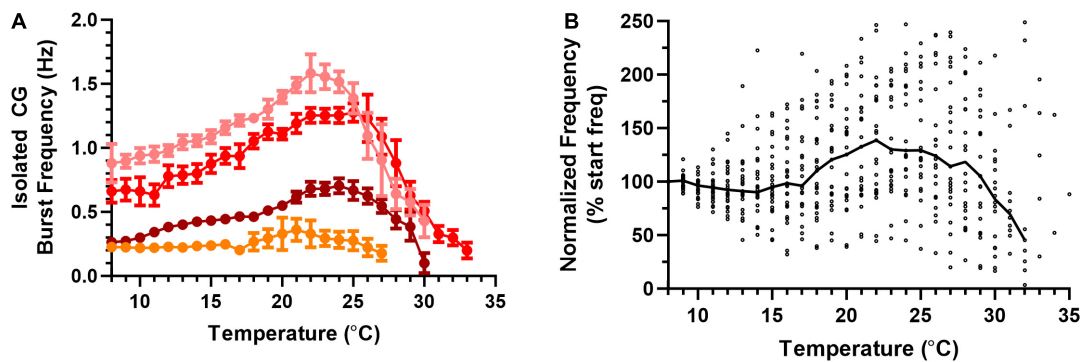 A
Isolated CG
Burst Frequency (Hz)
2.0
1.5
1.0
0.5
0.0
10
15
20
25
30
35
Temperature (°C)
B
Normalized Frequency
(% start freq)
250
200
150
100
50
0
10
15
20
25
31
35
Temperature (°C)